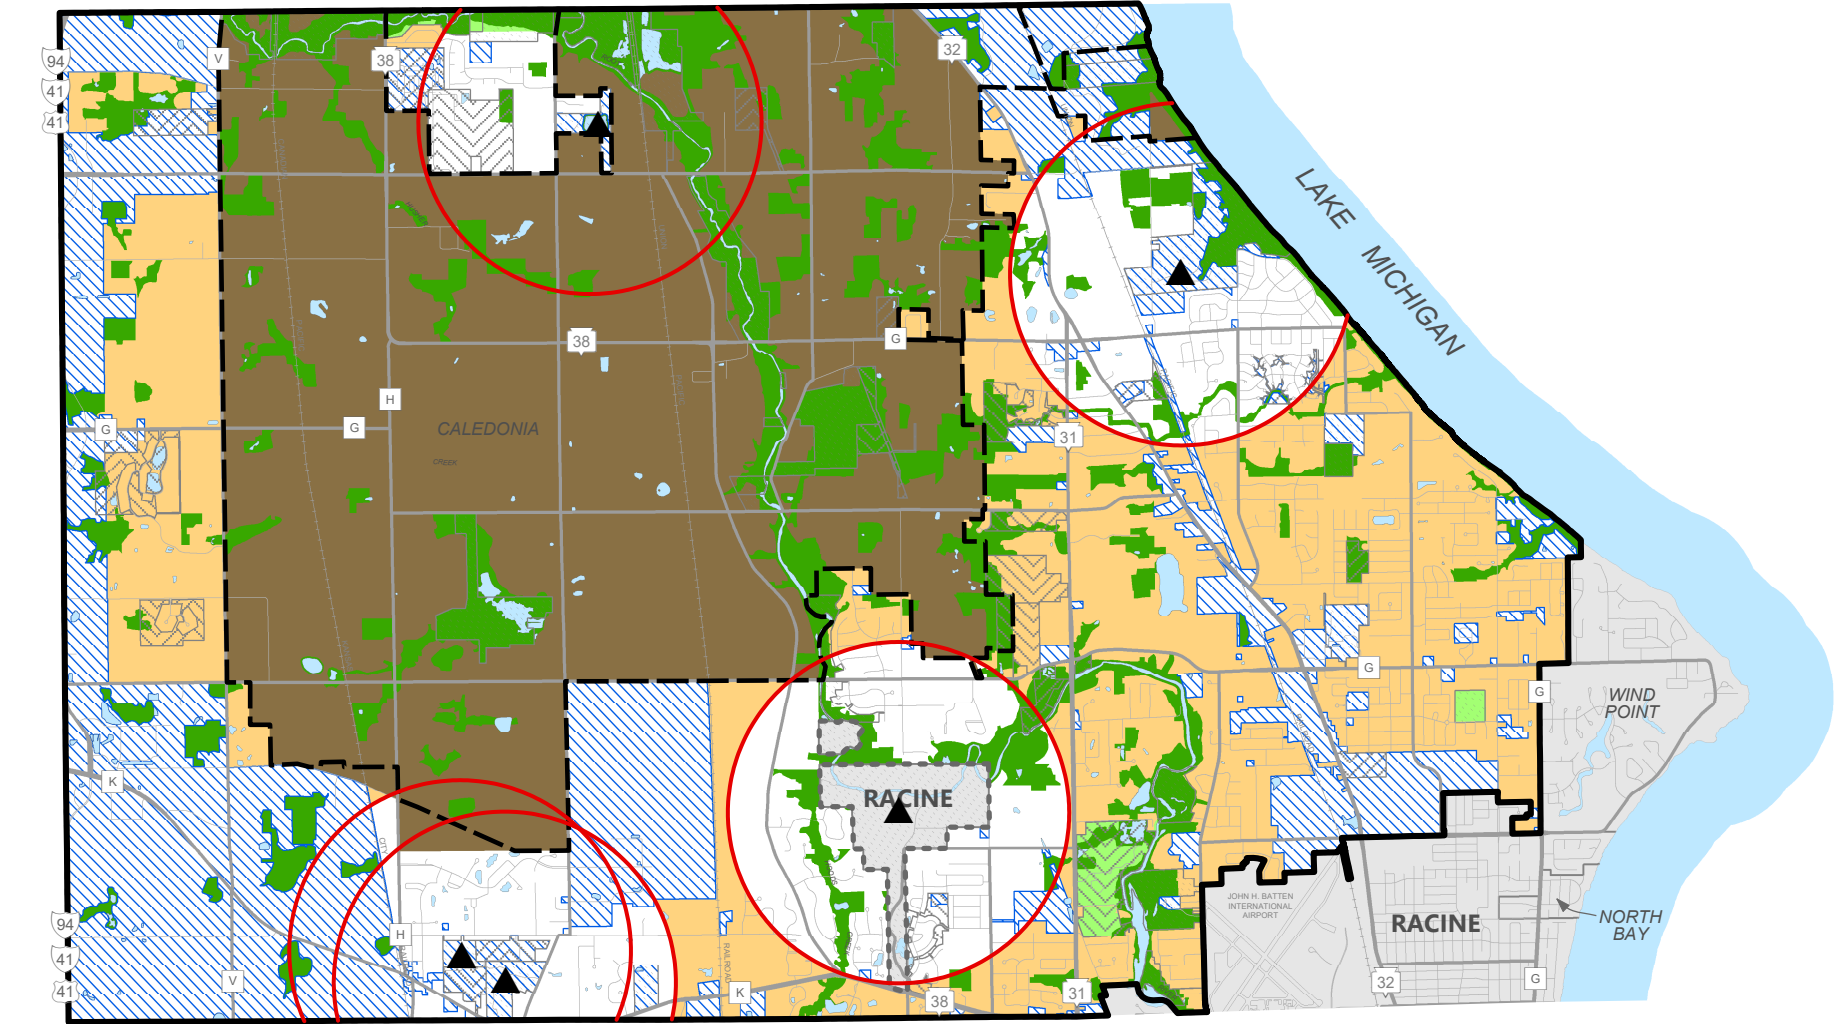 94
41
41
V
38
32
LAKE
MICHIGAN
38
G
H
G
CALEDONIA
CREEK
G
31
G
G
WIND
POINT
K
RACINE
JOHN H. BATTEN
INTERNATIONAL
AIRPORT
RACINE
NORTH
BAY
94
41
41
H
V
RAILROAD
K
38
31
32
G